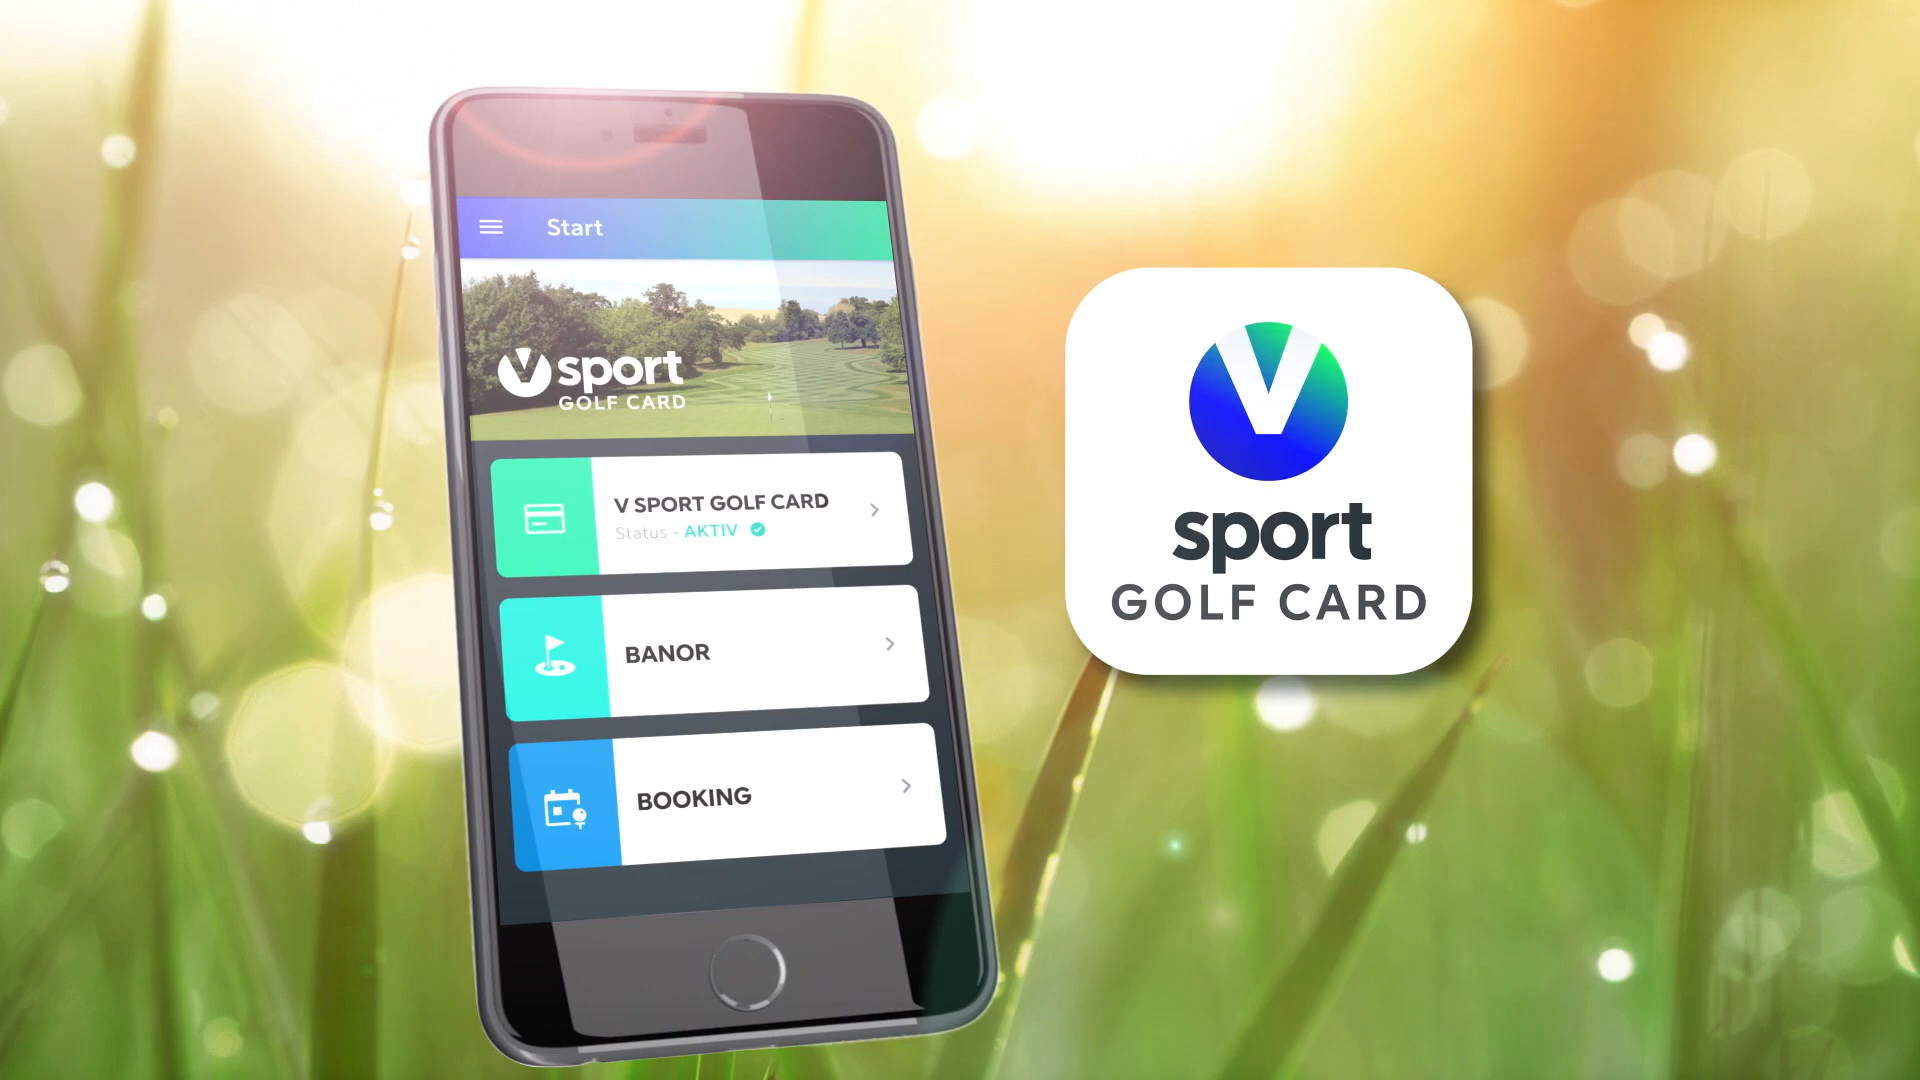 Start
V sport
GOLF CARD
V SPORT GOLF CARD
Status - AKTIV
BANOR
BOOKING
V
sport
GOLF CARD